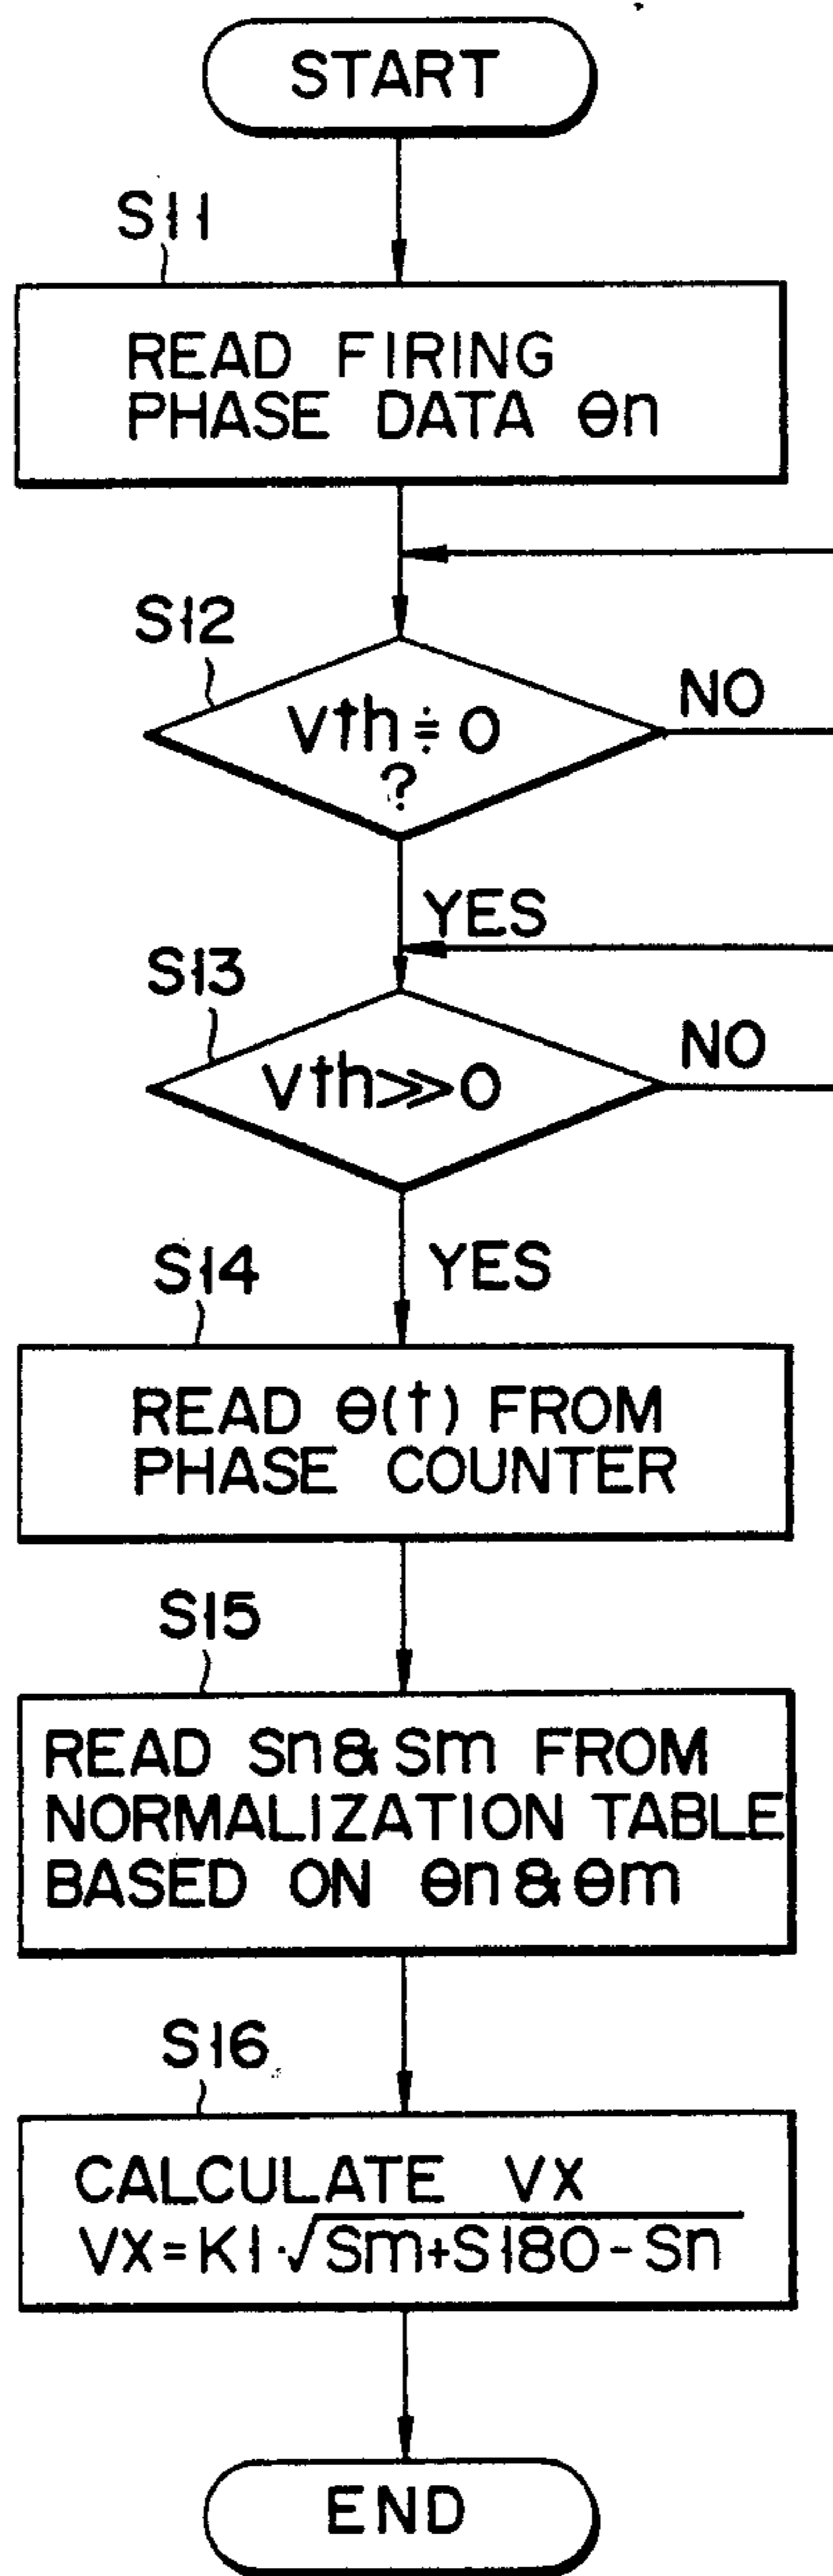 START
S11
READ FIRING
PHASE DATA θn
S12
Vth≑0
?
NO
YES
S13
Vth≫0
NO
YES
S14
READ θ(t) FROM
PHASE COUNTER
S15
READ Sn & Sm FROM
NORMALIZATION TABLE
BASED ON θn & θm
S16
CALCULATE VX
VX=K1·√Sm+S180-Sn
END